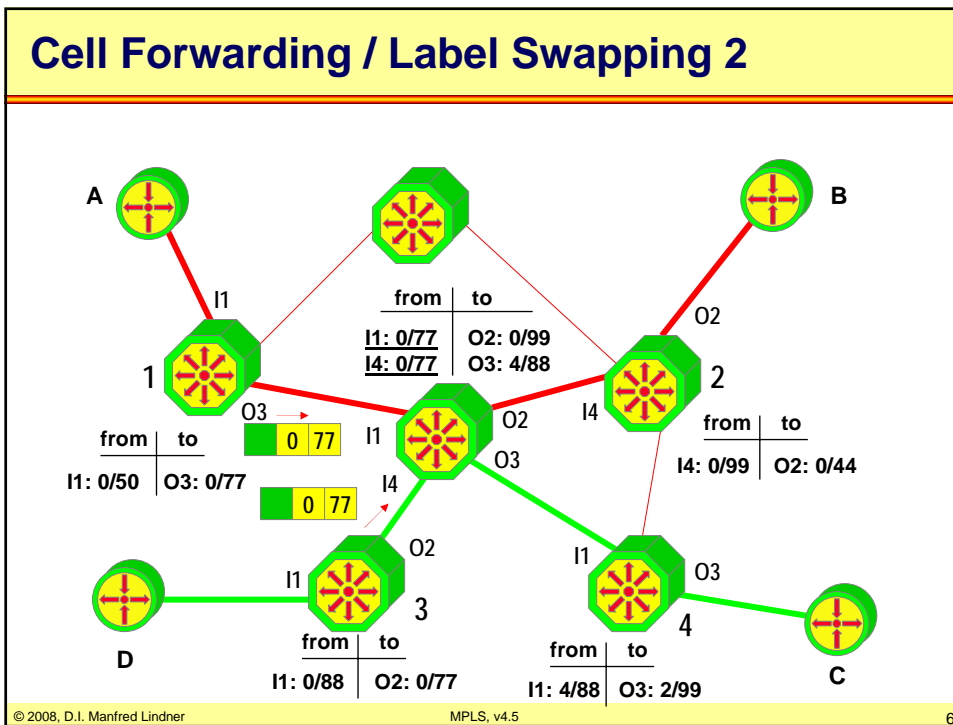 Cell Forwarding / Label Swapping 2
A
B
I1
from to
I1: 0/77 O2: 0/99
I4: 0/77 O3: 4/88
O2
1
2
O3
0 77
I1
O2
I4
O3
from to
I1: 0/50 O3: 0/77
from to
I4: 0/99 O2: 0/44
I4
0 77
O2
I1
3
I1
O3
4
D
C
from to
I1: 0/88 O2: 0/77
from to
I1: 4/88 O3: 2/99
© 2008, D.I. Manfred Lindner MPLS, v4.5 6